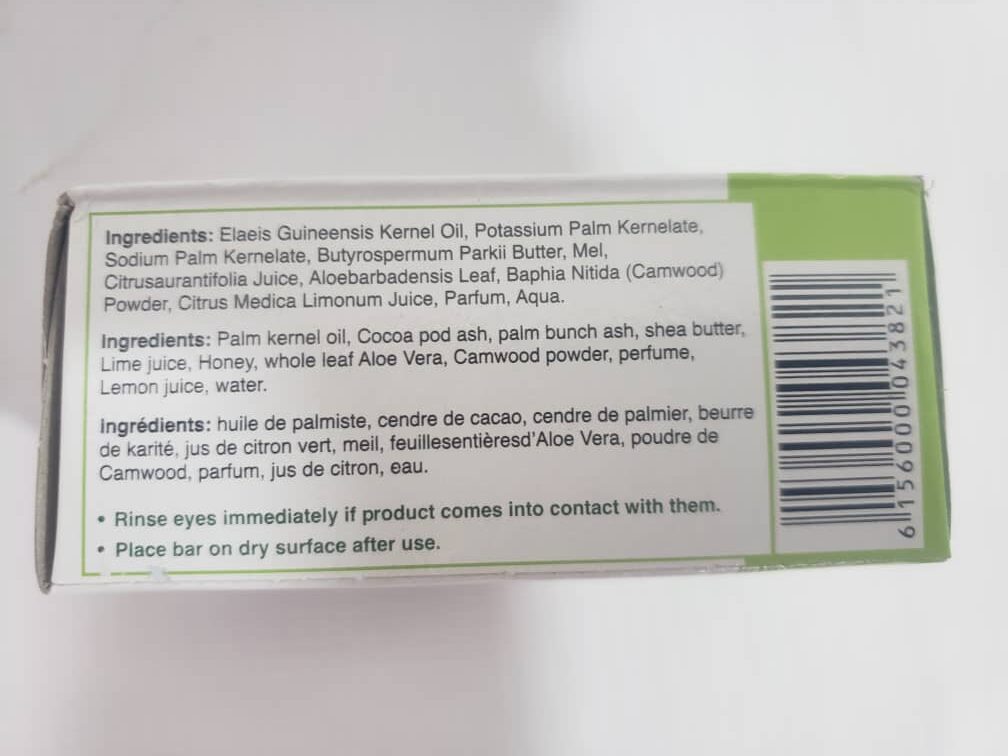 Ingredients: Elaeis Guineensis Kernel Oil, Potassium Palm Kernelate,
Sodium Palm Kernelate, Butyrospermum Parkii Butter, Mel,
Citrusaurantifolia Juice, Aloebarbadensis Leaf, Baphia Nitida (Camwood)
Powder, Citrus Medica Limonum Juice, Parfum, Aqua.
Ingredients: Palm kernel oil, Cocoa pod ash, palm bunch ash, shea butter,
Lime juice, Honey, whole leaf Aloe Vera, Camwood powder, perfume,
Lemon juice, water.
Ingrédients: huile de palmiste, cendre de cacao, cendre de palmier, beurre
de karité, jus de citron vert, meil, feuillesentièresd'Aloe Vera, poudre de
Camwood, parfum, jus de citron, eau.
• Rinse eyes immediately if product comes into contact with them.
• Place bar on dry surface after use.
6156000043821